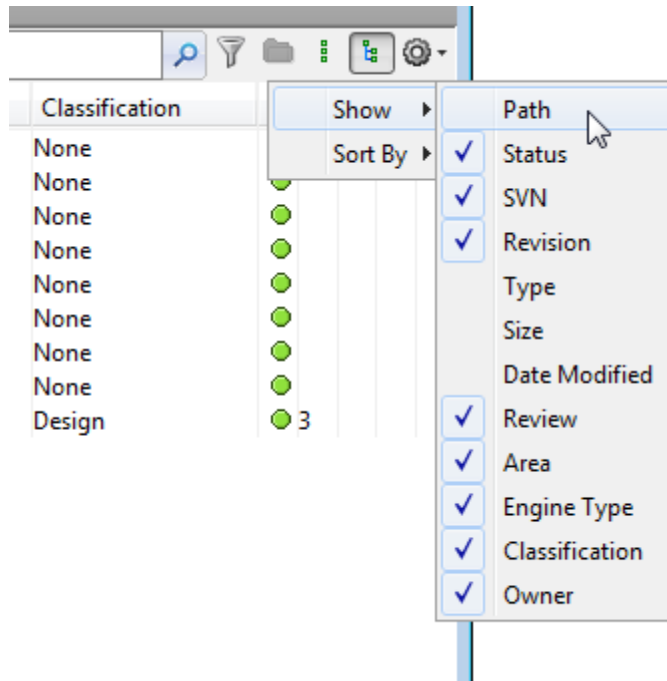 Classification
Show
Sort By
None
None
None
None
None
None
None
None
Design
3
Path
Status
SVN
Revision
Type
Size
Date Modified
Review
Area
Engine Type
Classification
Owner